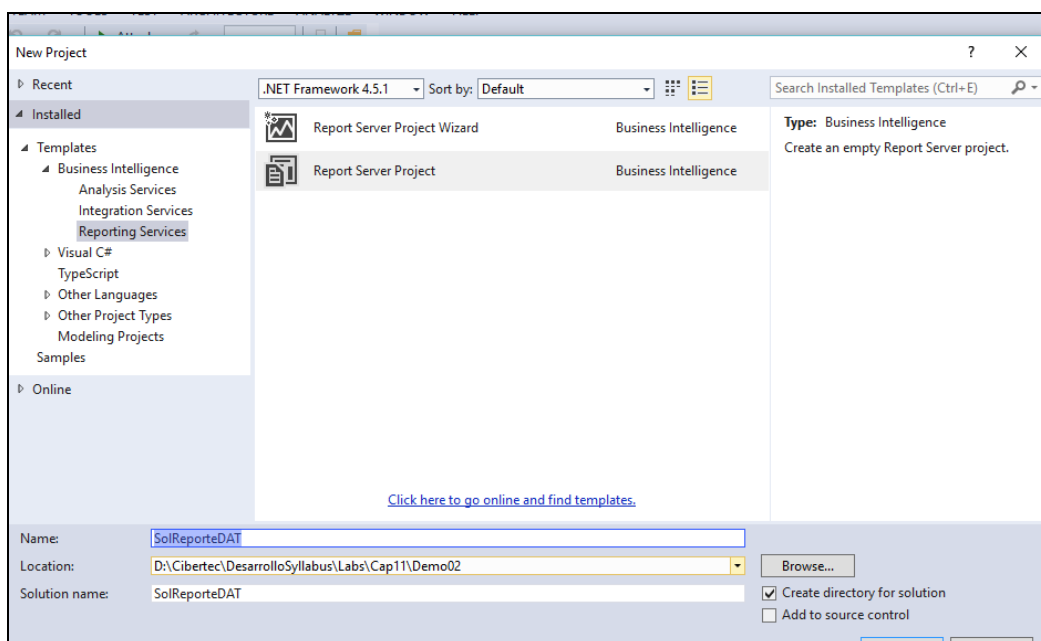 New Project ?
Recent
Installed
Templates
Business Intelligence
Analysis Services
Integration Services
Reporting Services
Visual C#
TypeScript
Other Languages
Other Project Types
Modeling Projects
Samples
Online
.NET Framework 4.5.1 Sort by: Default
Report Server Project Wizard Business Intelligence
Report Server Project Business Intelligence
Click here to go online and find templates.
Search Installed Templates (Ctrl+E)
Type: Business Intelligence
Create an empty Report Server project.
Name: SolReporteDAT
Location: D:\Cibertec\DesarrolloSyllabus\Labs\Cap11\Demo02 Browse...
Solution name: SolReporteDAT
Create directory for solution
Add to source control